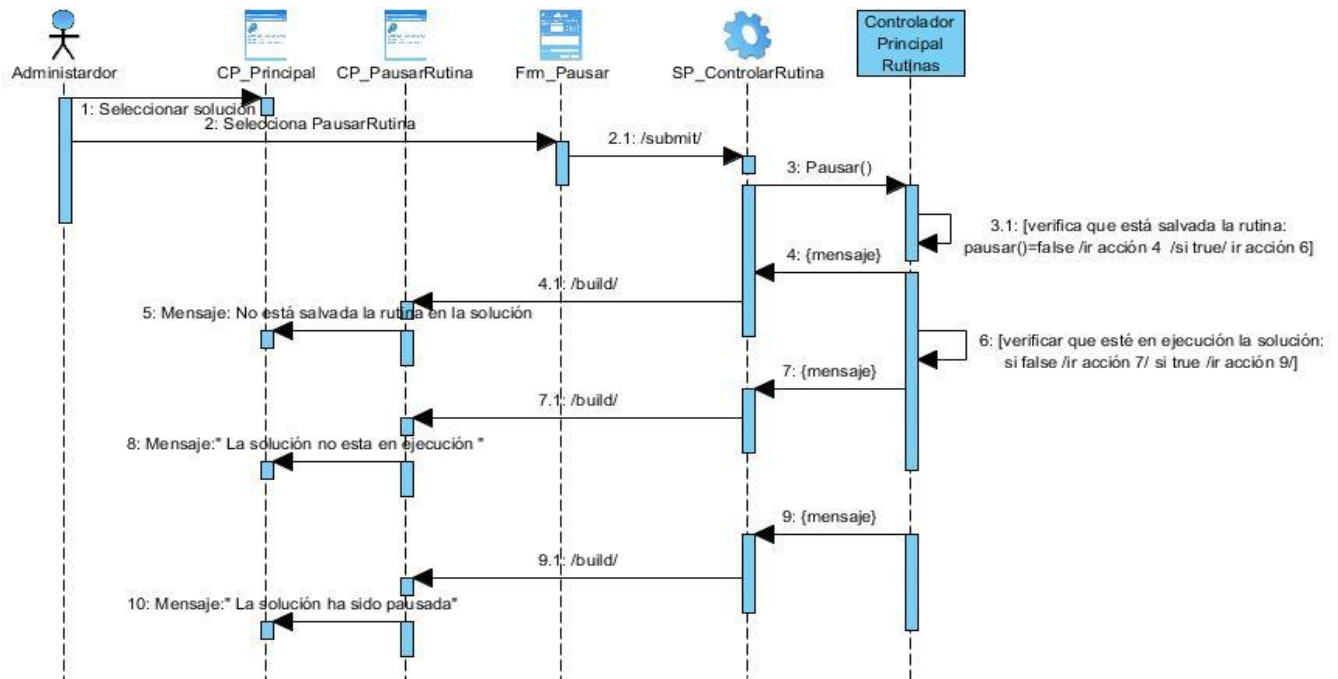 Controlador
Principal
Rutinas
Administardor
CP_Principal
CP_PausarRutina
Frm_Pausar
SP_ControlarRutina
1: Seleccionar solución
2: Selecciona PausarRutina
2.1: /submit/
3: Pausar()
3.1: [verifica que está salvada la rutina:
pausar()=false /ir acción 4 /si true/ ir acción 6]
4: {mensaje}
4.1: /build/
5: Mensaje: No está salvada la rutina en la solución
6: [verificar que esté en ejecución la solución:
si false /ir acción 7/ si true /ir acción 9/]
7: {mensaje}
7.1: /build/
8: Mensaje:" La solución no esta en ejecución "
9: {mensaje}
9.1: /build/
10: Mensaje:" La solución ha sido pausada"